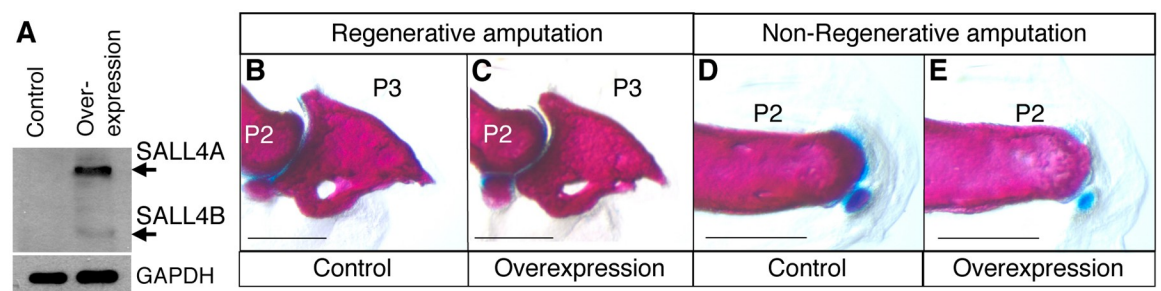 A
Control
Over-
expression
SALL4A
SALL4B
GAPDH
Regenerative amputation
Non-Regenerative amputation
B
P3
P2
C
P3
P2
D
P2
E
P2
Control
Overexpression
Control
Overexpression